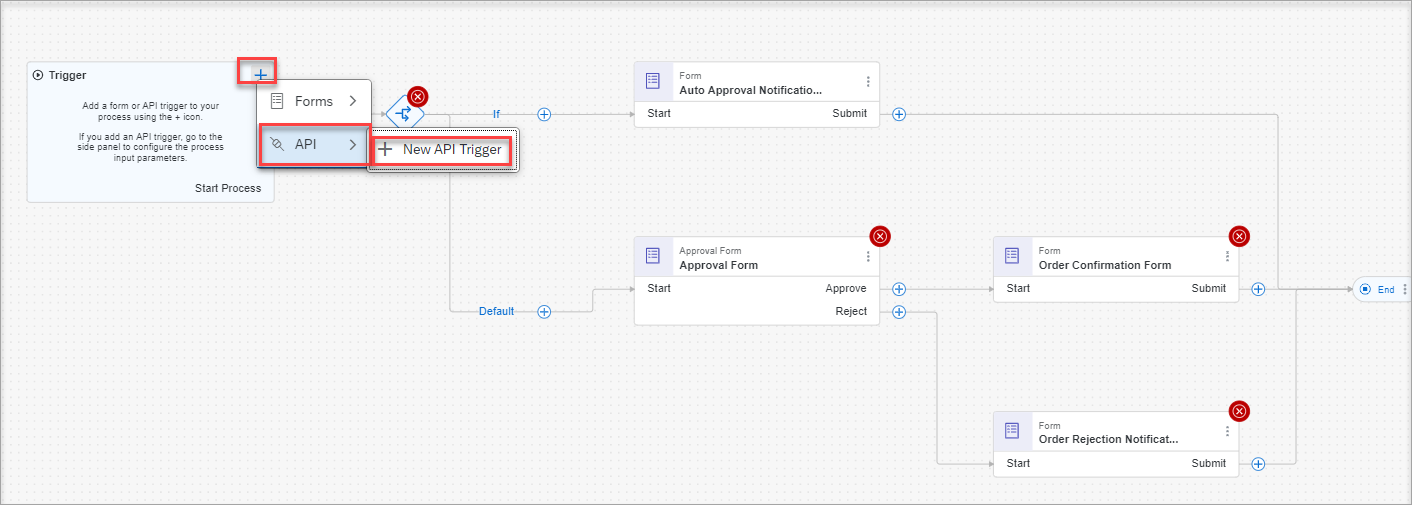 Trigger
Add a form or API trigger to your
process using the + icon.
If you add an API trigger, go to the
side panel to configure the process
input parameters.
Start Process
Forms
API
New API Trigger
If
Default
Form
Auto Approval Notificatio...
Start
Submit
Approval Form
Approval Form
Start
Approve
Reject
Form
Order Confirmation Form
Start
Submit
Form
Order Rejection Notificat...
Start
Submit
End